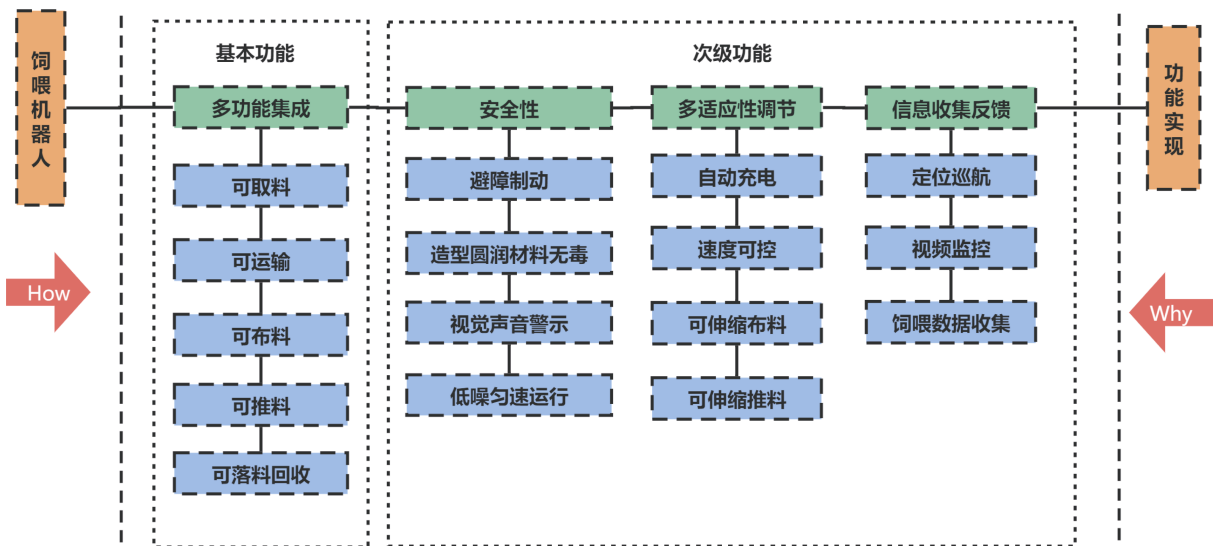 饲喂机器人
How
基本功能
多功能集成
可取料
可运输
可布料
可推料
可落料回收
次级功能
安全性
避障制动
造型圆润材料无毒
视觉声音警示
低噪匀速运行
多适应性调节
自动充电
速度可控
可伸缩布料
可伸缩推料
信息收集反馈
定位巡航
视频监控
饲喂数据收集
功能实现
Why